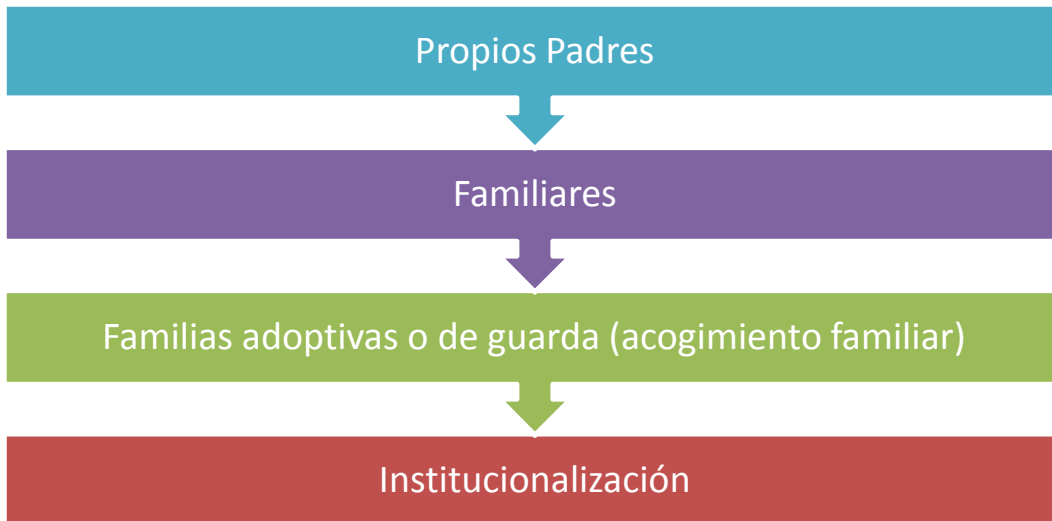 Propios Padres
Familiares
Familias adoptivas o de guarda (acogimiento familiar)
Institucionalización